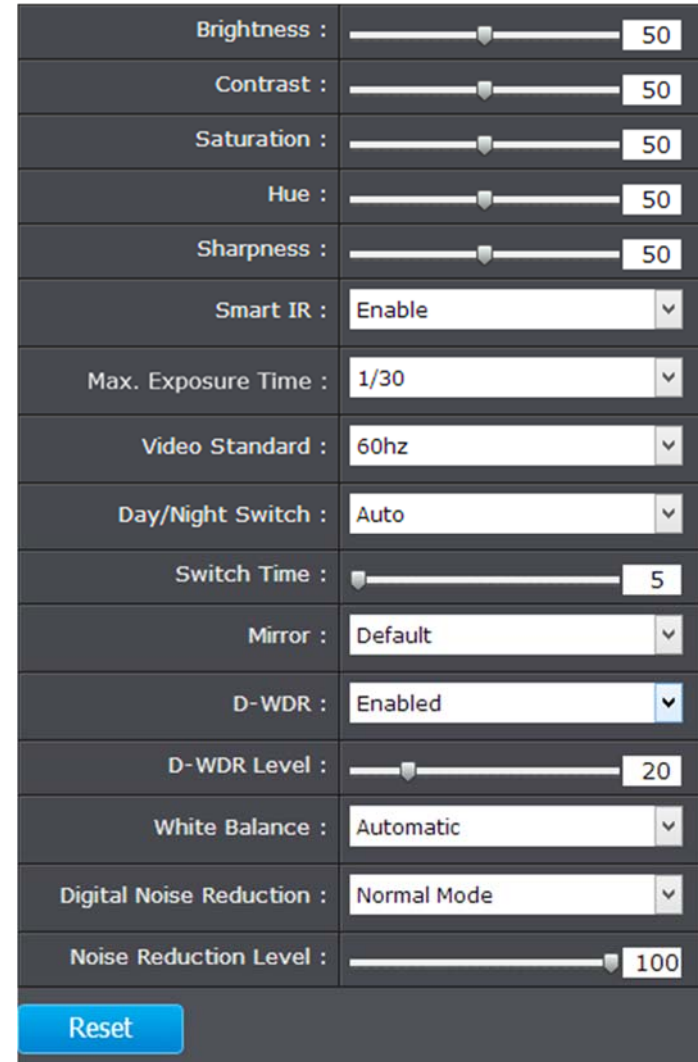 Brightness : 50
Contrast : 50
Saturation : 50
Hue : 50
Sharpness : 50
Smart IR : Enable
Max. Exposure Time : 1/30
Video Standard : 60hz
Day/Night Switch : Auto
Switch Time : 5
Mirror : Default
D-WDR : Enabled
D-WDR Level : 20
White Balance : Automatic
Digital Noise Reduction : Normal Mode
Noise Reduction Level : 100
Reset